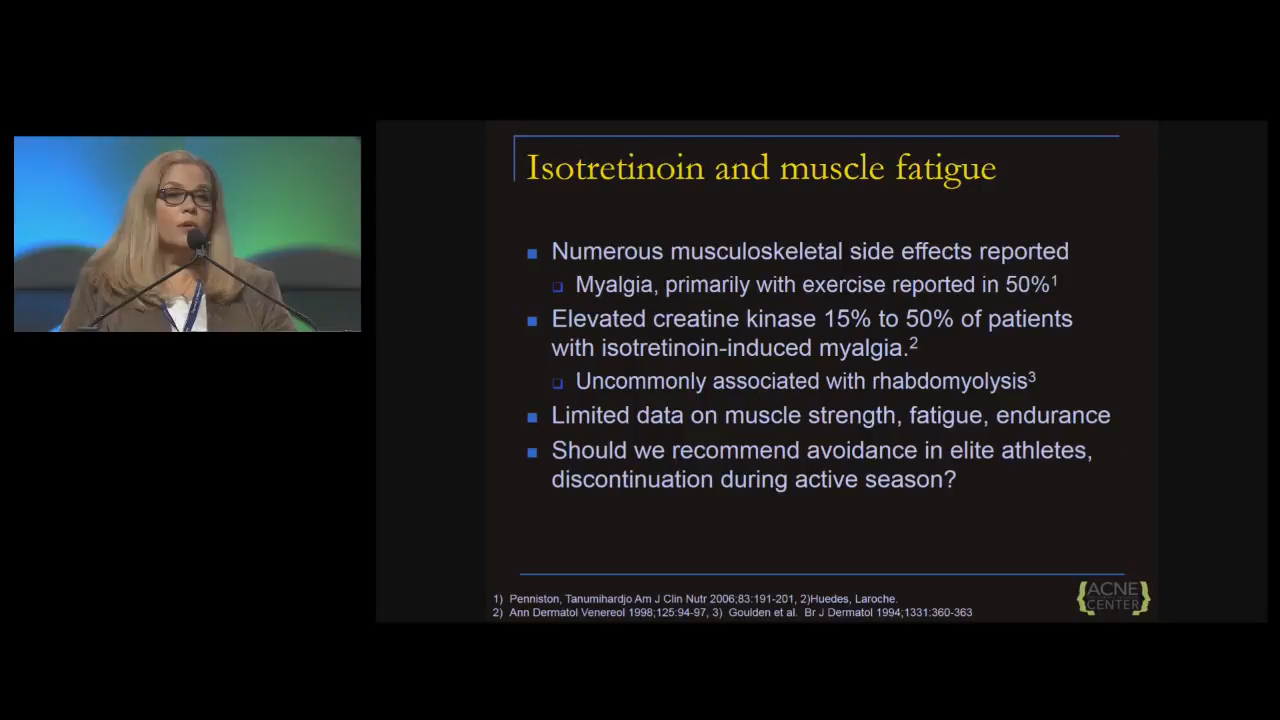 Isotretinoin and muscle fatigue
Numerous musculoskeletal side effects reported
Myalgia, primarily with exercise reported in 50%1
Elevated creatine kinase 15% to 50% of patients
with isotretinoin-induced myalgia.2
Uncommonly associated with rhabdomyolysis3
Limited data on muscle strength, fatigue, endurance
Should we recommend avoidance in elite athletes,
discontinuation during active season?
1) Penniston, Tanumihardjo Am J Clin Nutr 2006;83:191-201, 2)Huedes, Laroche.
2) Ann Dermatol Venereol 1998;125:94-97, 3) Goulden et al. Br J Dermatol 1994;1331:360-363
{ACNE
CENTER}